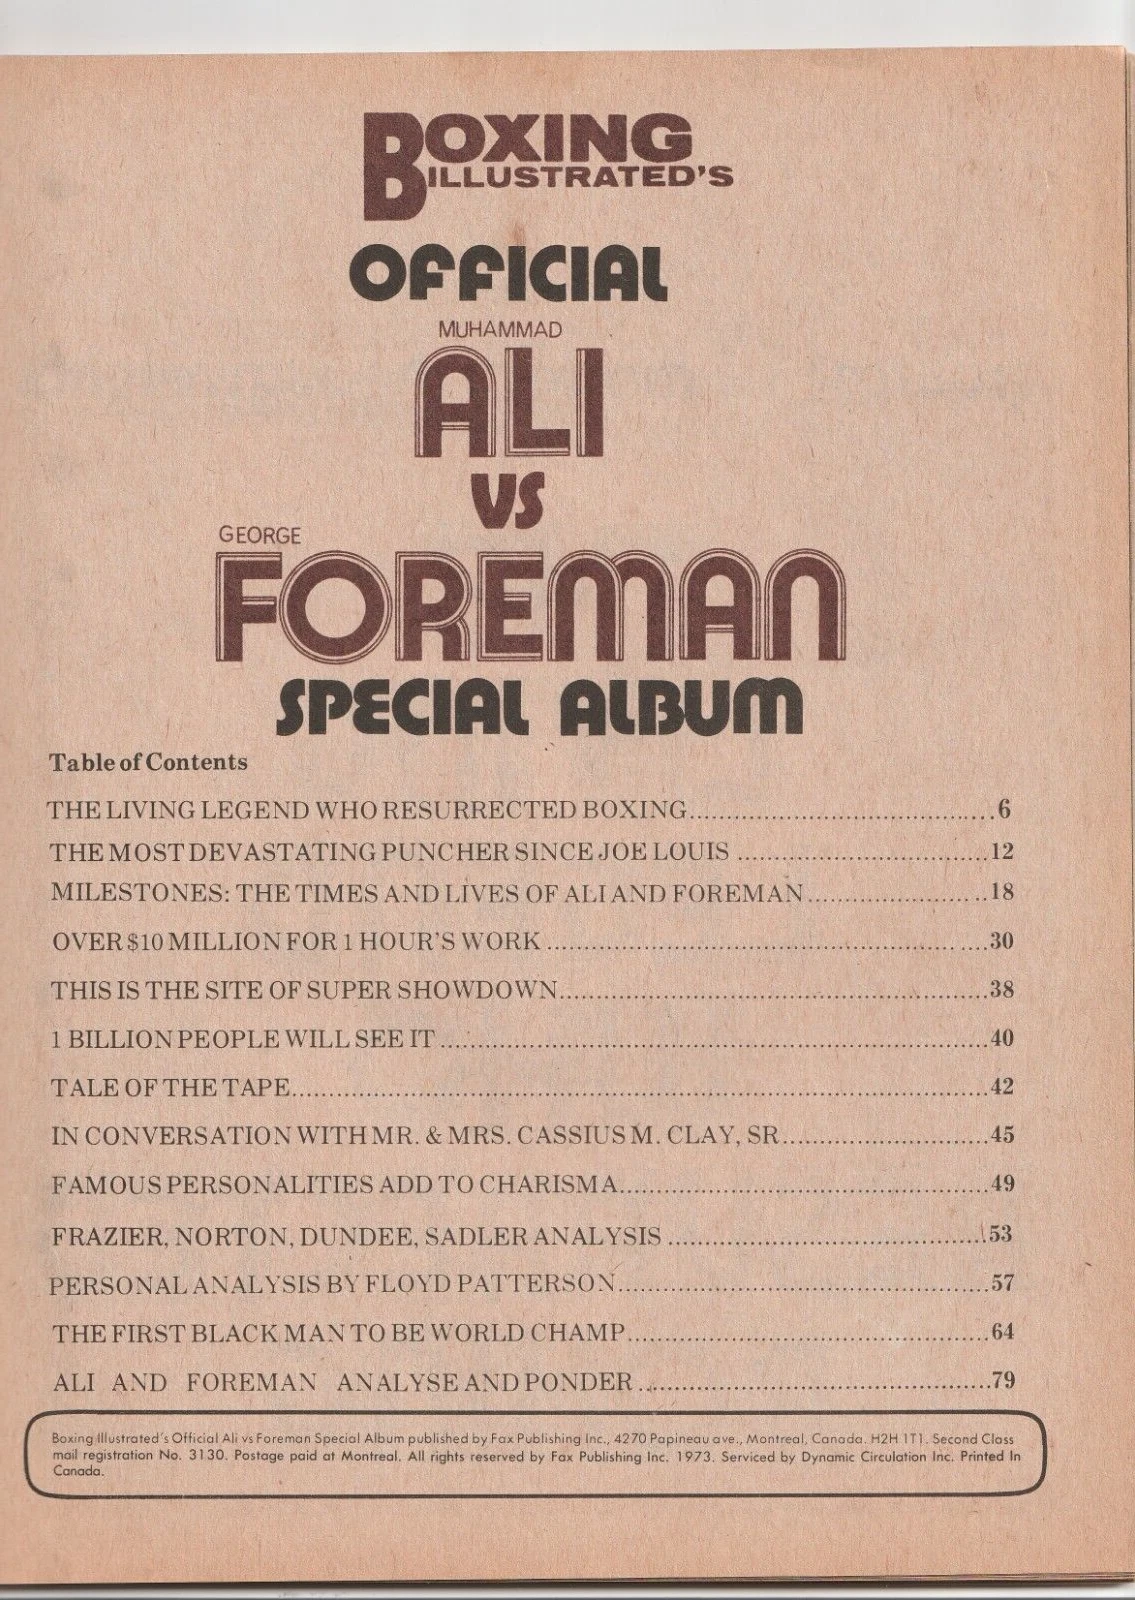 BOXING
ILLUSTRATED'S
OFFICIAL
MUHAMMAD
ALI
VS
GEORGE
FOREMAN
SPECIAL ALBUM
Table of Contents
THE LIVING LEGEND WHO RESURRECTED BOXING........................................6
THE MOST DEVASTATING PUNCHER SINCE JOE LOUIS ................................12
MILESTONES: THE TIMES AND LIVES OF ALI AND FOREMAN........................18
OVER $10 MILLION FOR 1 HOUR'S WORK ........................................................30
THIS IS THE SITE OF SUPER SHOWDOWN........................................................38
1 BILLION PEOPLE WILL SEE IT ........................................................................40
TALE OF THE TAPE............................................................................................42
IN CONVERSATION WITH MR. & MRS. CASSIUS M. CLAY, SR...........................45
FAMOUS PERSONALITIES ADD TO CHARISMA................................................49
FRAZIER, NORTON, DUNDEE, SADLER ANALYSIS ..........................................53
PERSONAL ANALYSIS BY FLOYD PATTERSON................................................57
THE FIRST BLACK MAN TO BE WORLD CHAMP...............................................64
ALI AND FOREMAN ANALYSE AND PONDER ................................................79
Boxing Illustrated's Official Ali vs Foreman Special Album published by Fax Publishing Inc., 4270 Papineau ave., Montreal, Canada. H2H 1T1. Second Class
mail registration No. 3130. Postage paid at Montreal. All rights reserved by Fax Publishing Inc. 1973. Serviced by Dynamic Circulation Inc. Printed In
Canada.